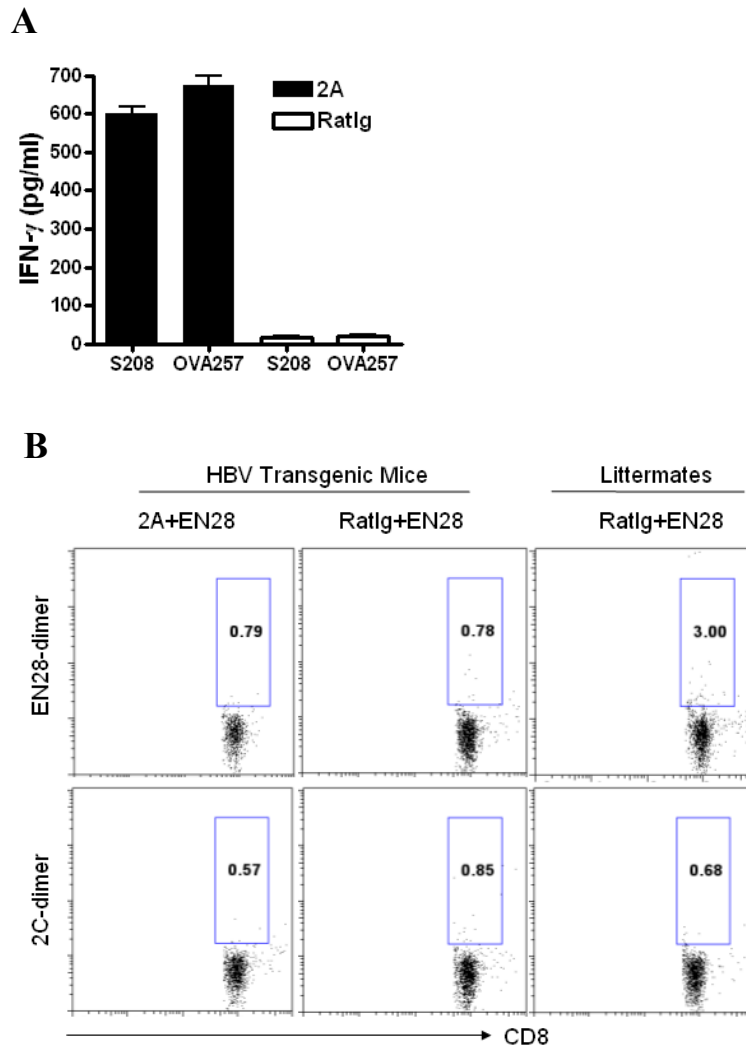 A
700
600
500
400
300
200
100
0
IFN-γ (pg/ml)
2A
RatIg
S208 OVA257 S208 OVA257
B
HBV Transgenic Mice Littermates
2A+EN28 RatIg+EN28 RatIg+EN28
EN28-dimer
0.79 0.78 3.00
2C-dimer
0.57 0.85 0.68
CD8